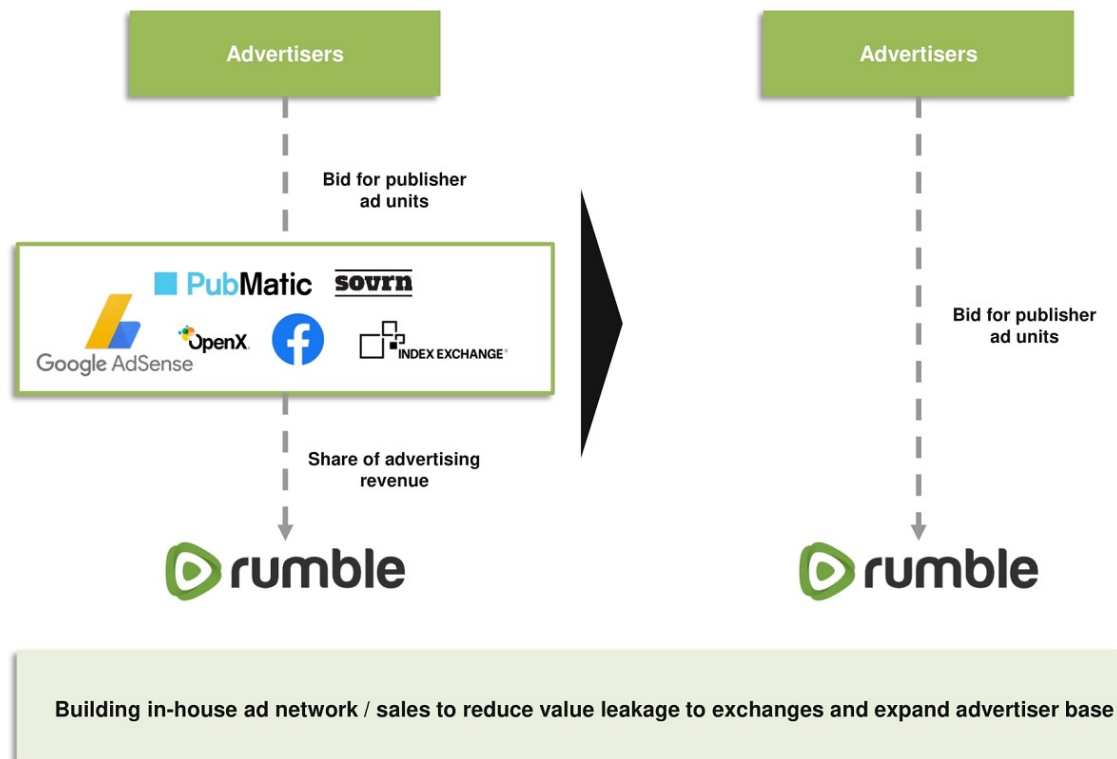 Advertisers
Bid for publisher
ad units
PubMatic
sovrn
Google AdSense
OpenX
INDEX EXCHANGE®
Share of advertising
revenue
rumble
Advertisers
Bid for publisher
ad units
rumble
Building in-house ad network / sales to reduce value leakage to exchanges and expand advertiser base